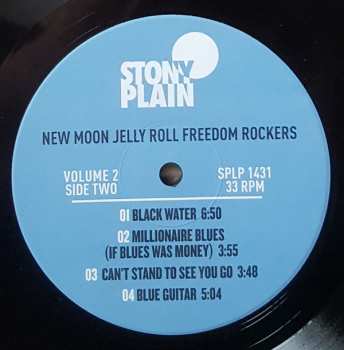 STONY
PLAIN
NEW MOON JELLY ROLL FREEDOM ROCKERS
VOLUME 2
SIDE TWO
SPLP 1431
33 RPM
01 BLACK WATER 6:50
02 MILLIONAIRE BLUES
(IF BLUES WAS MONEY) 3:55
03 CAN'T STAND TO SEE YOU GO 3:48
04 BLUE GUITAR 5:04